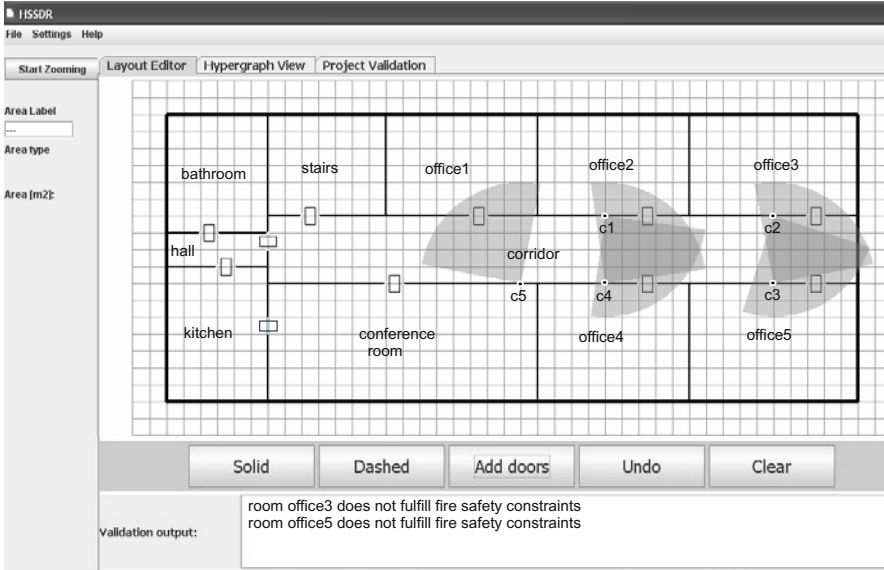 HSSDR
File Settings Help
Start Zooming
Layout Editor Hypergraph View Project Validation
Area Label
---
Area type
Area [m2]:
bathroom
stairs
office1
office2
office3
hall
corridor
c1
c2
c5
c4
c3
kitchen
conference
room
office4
office5
Solid Dashed Add doors Undo Clear
Validation output:
room office3 does not fulfill fire safety constraints
room office5 does not fulfill fire safety constraints